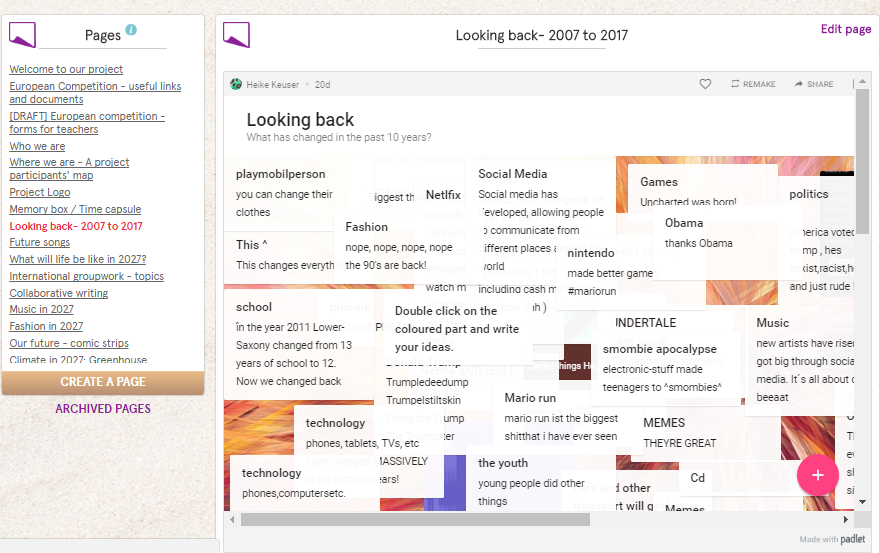 Pages
Welcome to our project
European Competition - useful links
and documents
[DRAFT] European competition -
forms for teachers
Who we are
Where we are - A project
participants' map
Project Logo
Memory box / Time capsule
Looking back- 2007 to 2017
Future songs
What will life be like in 2027?
International groupwork - topics
Collaborative writing
Music in 2027
Fashion in 2027
Our future - comic strips
Climate in 2027: Greenhouse
CREATE A PAGE
ARCHIVED PAGES
Looking back- 2007 to 2017
Edit page
Heike Keuser • 20d
REMAKE
SHARE
Looking back
What has changed in the past 10 years?
playmobilperson
you can change their
clothes
This ^
This changes everyth
iggest th
Netlfix
Fashion
nope, nope, nope, nope
the 90's are back!
watch m
Social Media
Social media has
eveloped, allowing people
o communicate from
ifferent places
vorld
including cash m
Games
Uncharted was born!
Obama
thanks Obama
politics
America voted
trump , hes
sexist,racist,h
and just rude
nintendo
made better game
#mariorun
school
în the year 2011 Lower-
Saxony changed from 13
years of school to 12.
Now we changed back
LOVE
Double click on the
coloured part and write
your ideas.
Donald Trump
Trumpledeedump
Trumpelstiltskin
things
UNDERTALE
smombie apocalypse
electronic-stuff made
teenagers to ^smombies^
Music
new artists have risen
got big through socia
media. It´s all about
beeaat
Mario run
mario run ist the biggest
shitthat i have ever seen
MEMES
THEYRE GREAT
technology
phones, tablets, TVs, etc
MASSIVELY
years!
technology
phones,computersetc.
the youth
young people did other
things
and other
Cd
Memes
+
Made with padlet